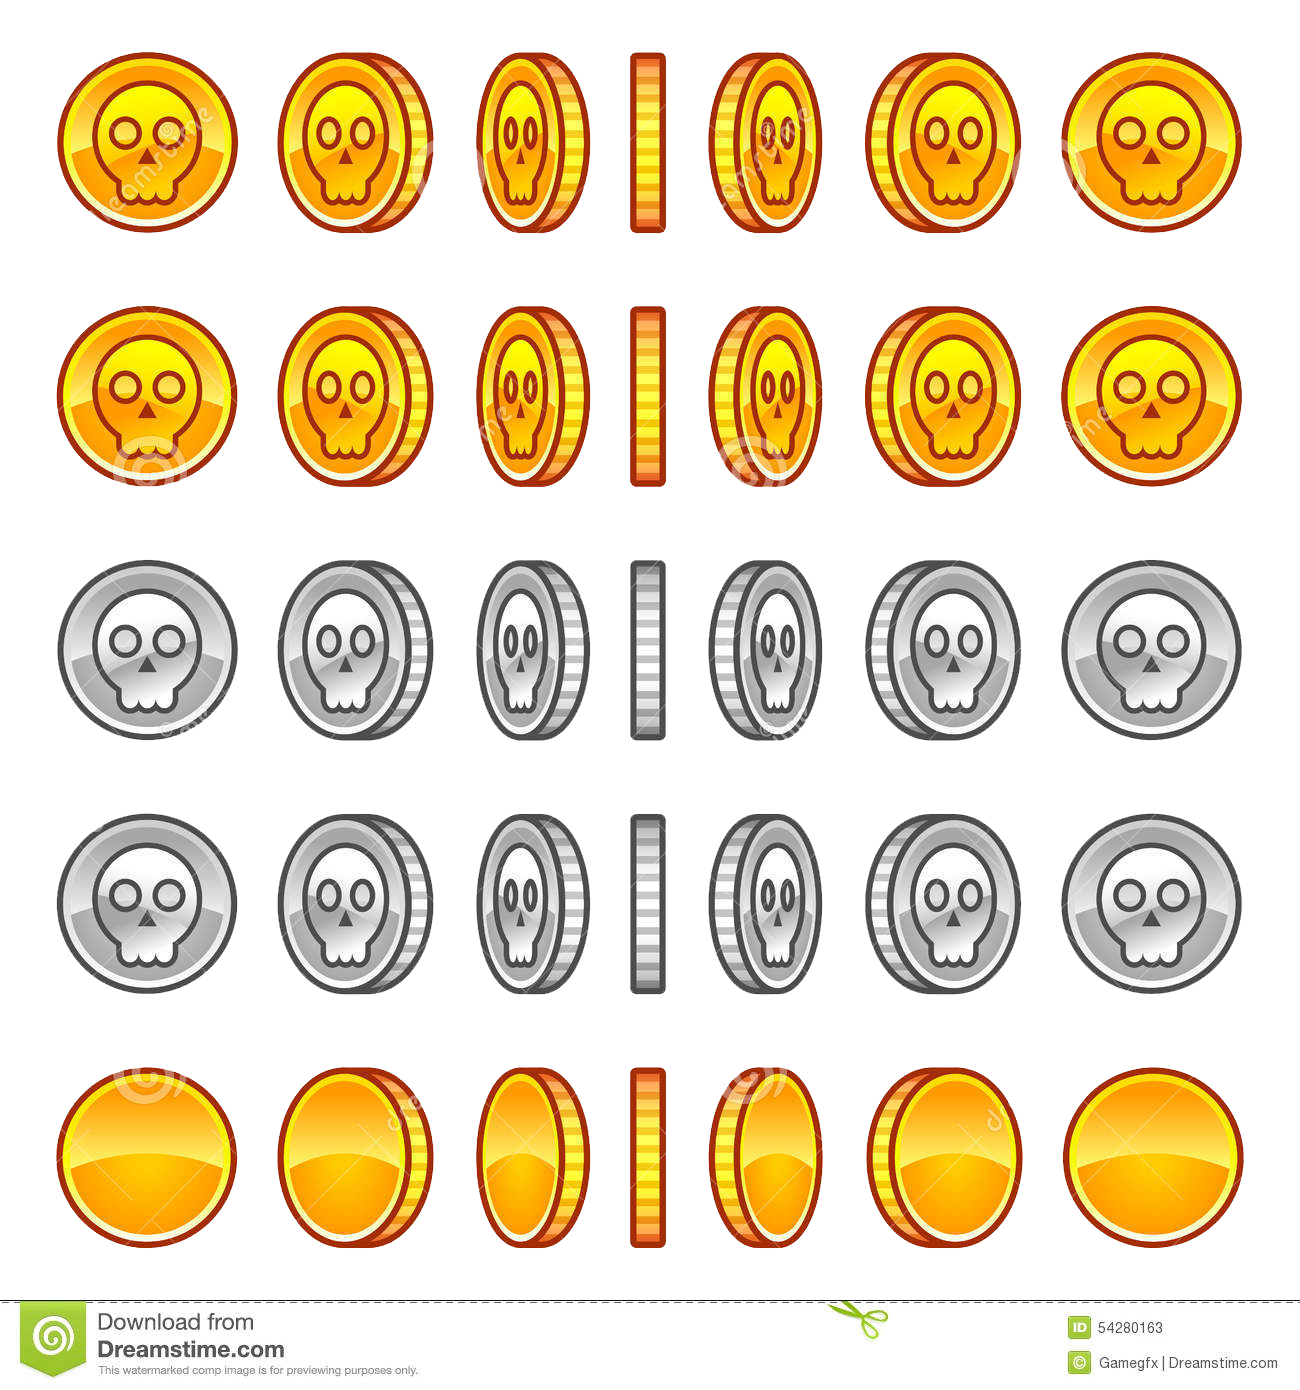 Download from
Dreamstime.com
This watermarked comp image is for previewing purposes only.
ID 54280163
© Gamegfx | Dreamstime.com